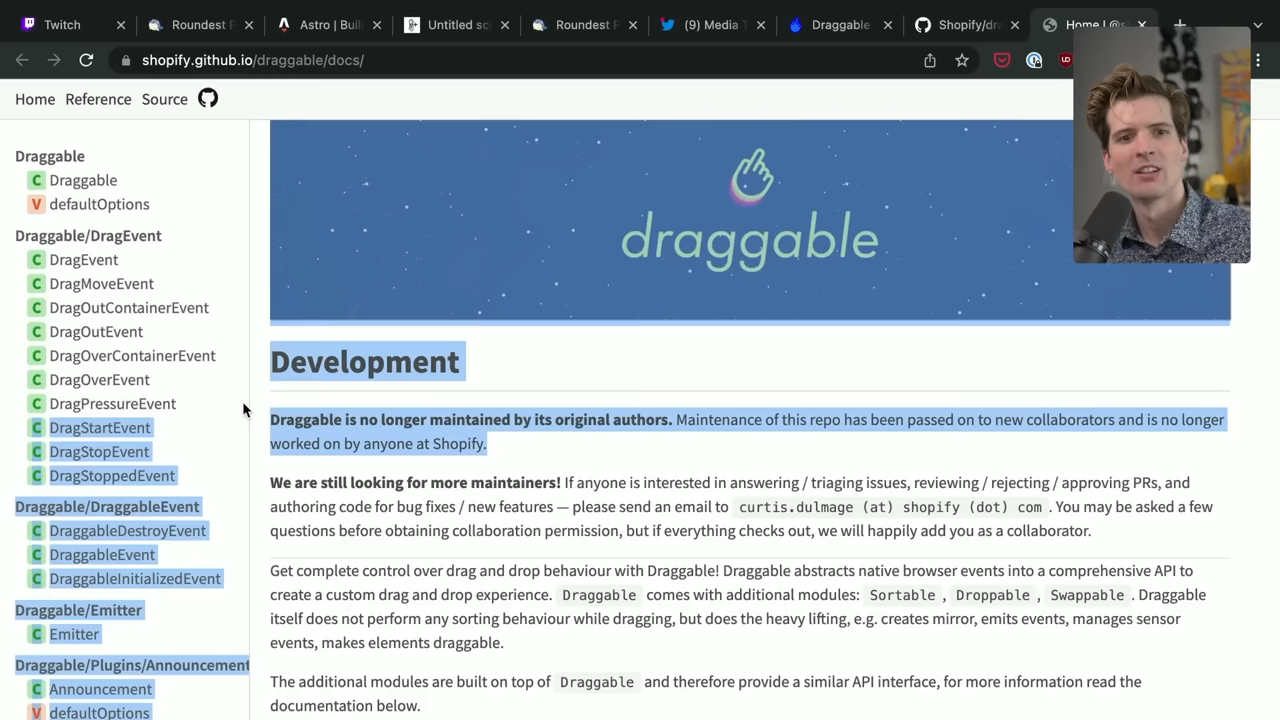 Twitch
Roundest P
Astro | Buil
Untitled sc
Roundest P
(9) Media T
Draggable
Shopify/dra
Home | @s
shopify.github.io/draggable/docs/
Home Reference Source
Draggable
C Draggable
V defaultOptions
Draggable/DragEvent
C DragEvent
C DragMoveEvent
C DragOutContainerEvent
C DragOutEvent
C DragOverContainerEvent
C DragOverEvent
C DragPressureEvent
C DragStartEvent
C DragStopEvent
C DragStoppedEvent
Draggable/DraggableEvent
C DraggableDestroyEvent
C DraggableEvent
C DraggableInitializedEvent
Draggable/Emitter
C Emitter
Draggable/Plugins/Announcement
C Announcement
V defaultOptions
draggable
Development
Draggable is no longer maintained by its original authors. Maintenance of this repo has been passed on to new collaborators and is no longer
worked on by anyone at Shopify.
We are still looking for more maintainers! If anyone is interested in answering / triaging issues, reviewing / rejecting / approving PRs, and
authoring code for bug fixes / new features — please send an email to curtis.dulmage (at) shopify (dot) com . You may be asked a few
questions before obtaining collaboration permission, but if everything checks out, we will happily add you as a collaborator.
Get complete control over drag and drop behaviour with Draggable! Draggable abstracts native browser events into a comprehensive API to
create a custom drag and drop experience. Draggable comes with additional modules: Sortable , Droppable , Swappable . Draggable
itself does not perform any sorting behaviour while dragging, but does the heavy lifting, e.g. creates mirror, emits events, manages sensor
events, makes elements draggable.
The additional modules are built on top of Draggable and therefore provide a similar API interface, for more information read the
documentation below.